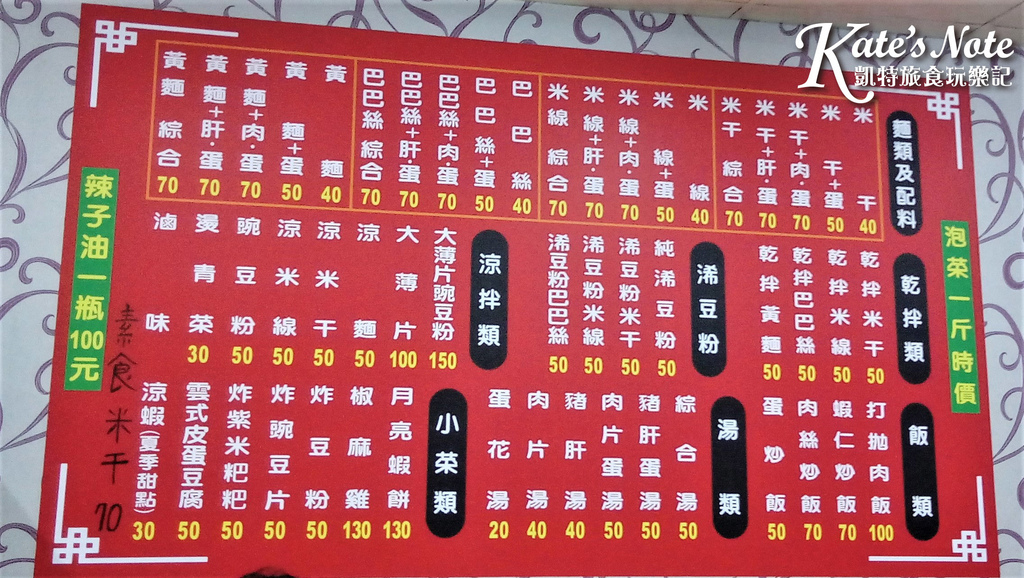 Kate's Note
凱特旅食玩樂記
麵類及配料
米干 40
米干+蛋 50
米干+肉.蛋 70
米干+肝.蛋 70
米干綜合 70
米線 40
米線+蛋 50
米線+肉.蛋 70
米線+肝.蛋 70
米線綜合 70
巴巴絲 40
巴巴絲+蛋 50
巴巴絲+肉.蛋 70
巴巴絲+肝.蛋 70
巴巴絲綜合 70
黃麵 40
黃麵+蛋 50
黃麵+肉.蛋 70
黃麵+肝.蛋 70
黃麵綜合 70
乾拌類
乾拌米干 50
乾拌米線 50
乾拌巴巴絲 50
乾拌黃麵 50
浠豆粉
純浠豆粉 50
浠豆粉米干 50
浠豆粉米線 50
浠豆粉巴巴絲 50
涼拌類
大薄片豌豆粉 150
大薄片 100
涼麵 50
涼米干 50
涼米線 50
豌豆粉 50
燙青菜 30
滷味
飯類
打拋肉飯 100
蝦仁炒飯 70
肉絲炒飯 70
蛋炒飯 50
湯類
綜合湯 50
豬肝蛋湯 50
肉片蛋湯 50
豬肝湯 40
肉片湯 40
蛋花湯 20
小菜類
月亮蝦餅 130
椒麻雞 130
炸豆粉 50
炸豌豆片 50
炸紫米粑粑 50
雲式皮蛋豆腐 50
涼蝦(夏季甜點) 30
泡茶一斤時價
辣子油一瓶100元
素食米干70